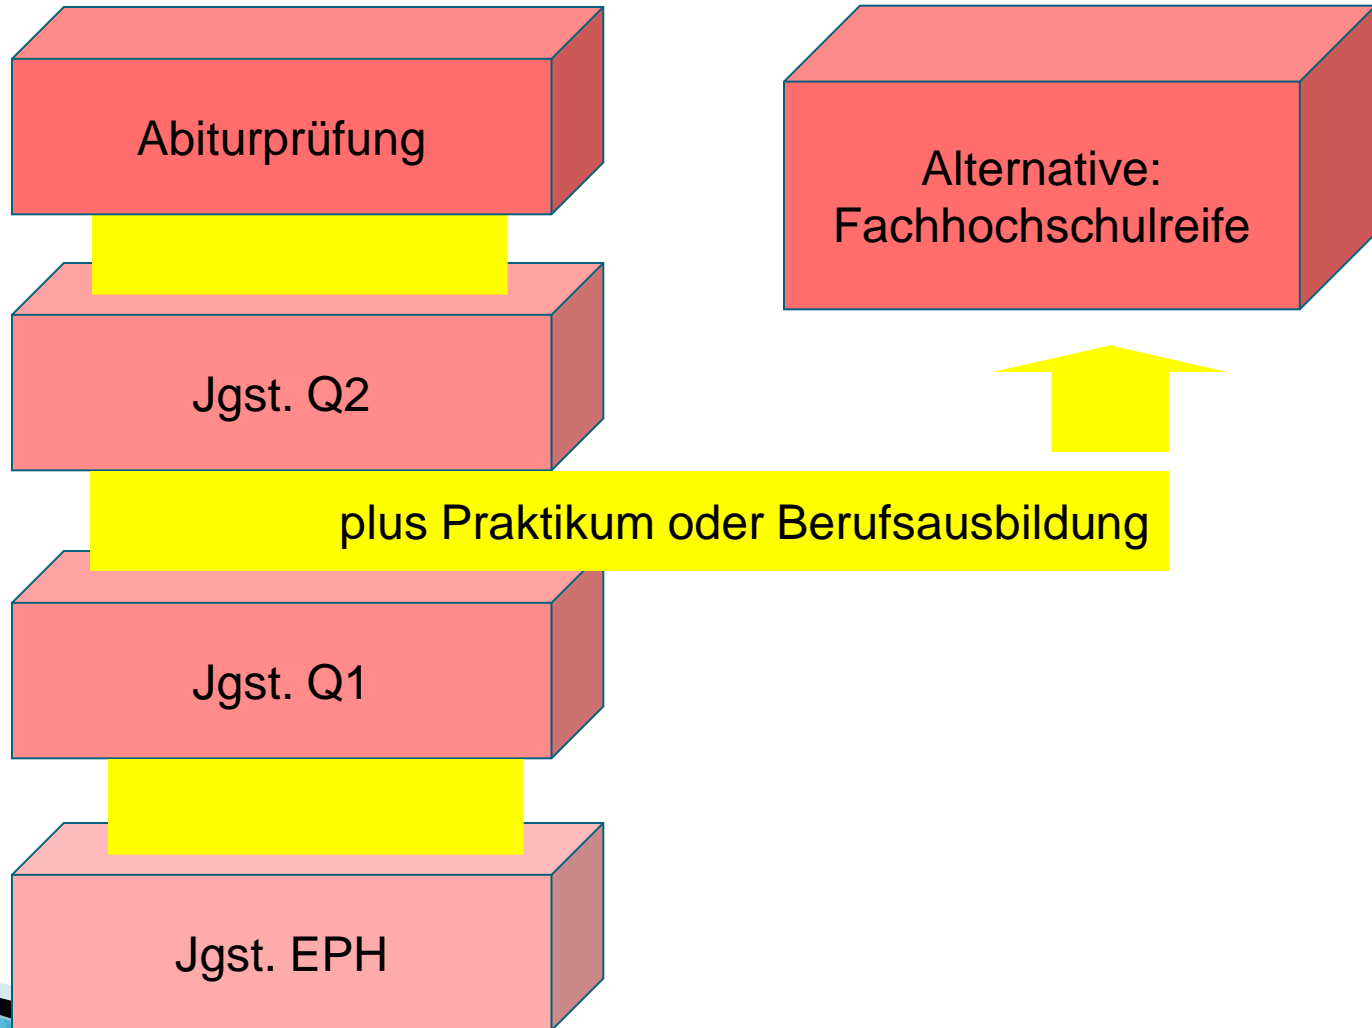 Abiturprüfung
Alternative:
Fachhochschulreife
Jgst. Q2
plus Praktikum oder Berufsausbildung
Jgst. Q1
Jgst. EPH